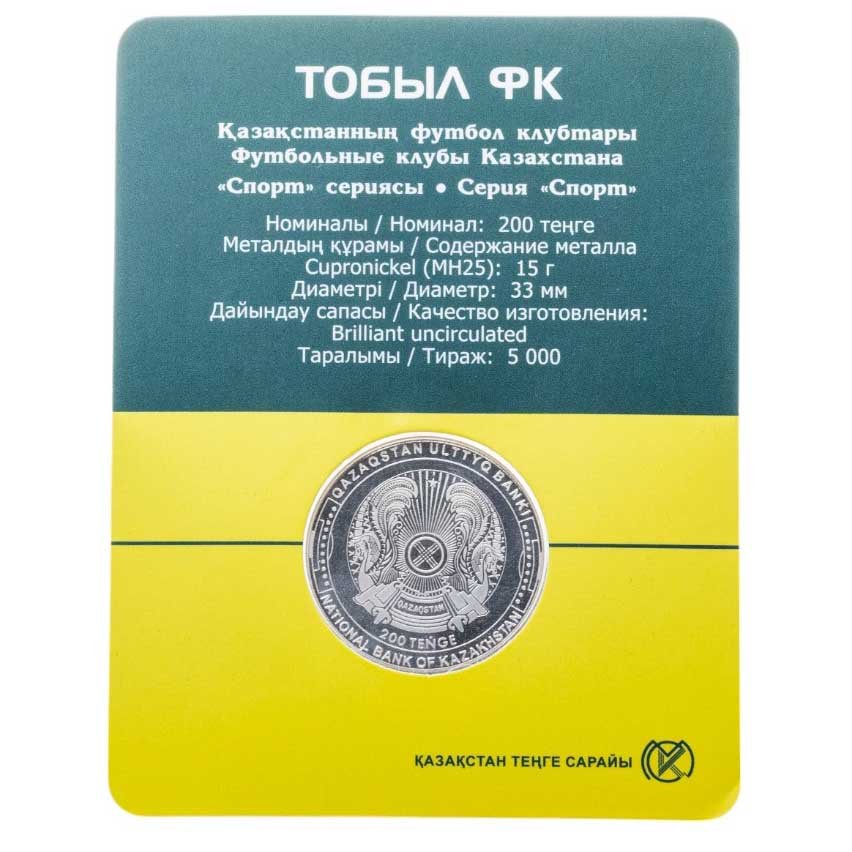 ТОБЫЛ ФК
Қазақстанның футбол клубтары
Футбольные клубы Казахстана
«Спорт» сериясы • Серия «Спорт»
Номиналы / Номинал: 200 теңге
Металдың құрамы / Содержание металла
Cupronickel (МН25): 15 г
Диаметрі / Диаметр: 33 мм
Дайындау сапасы / Качество изготовления:
Brilliant uncirculated
Таралымы / Тираж: 5 000
QAZAQSTAN ULTTYQ BANKI
QAZAQSTAN
200 TEŃGE
NATIONAL BANK OF KAZAKHSTAN
ҚАЗАҚСТАН ТЕҢГЕ САРАЙЫ